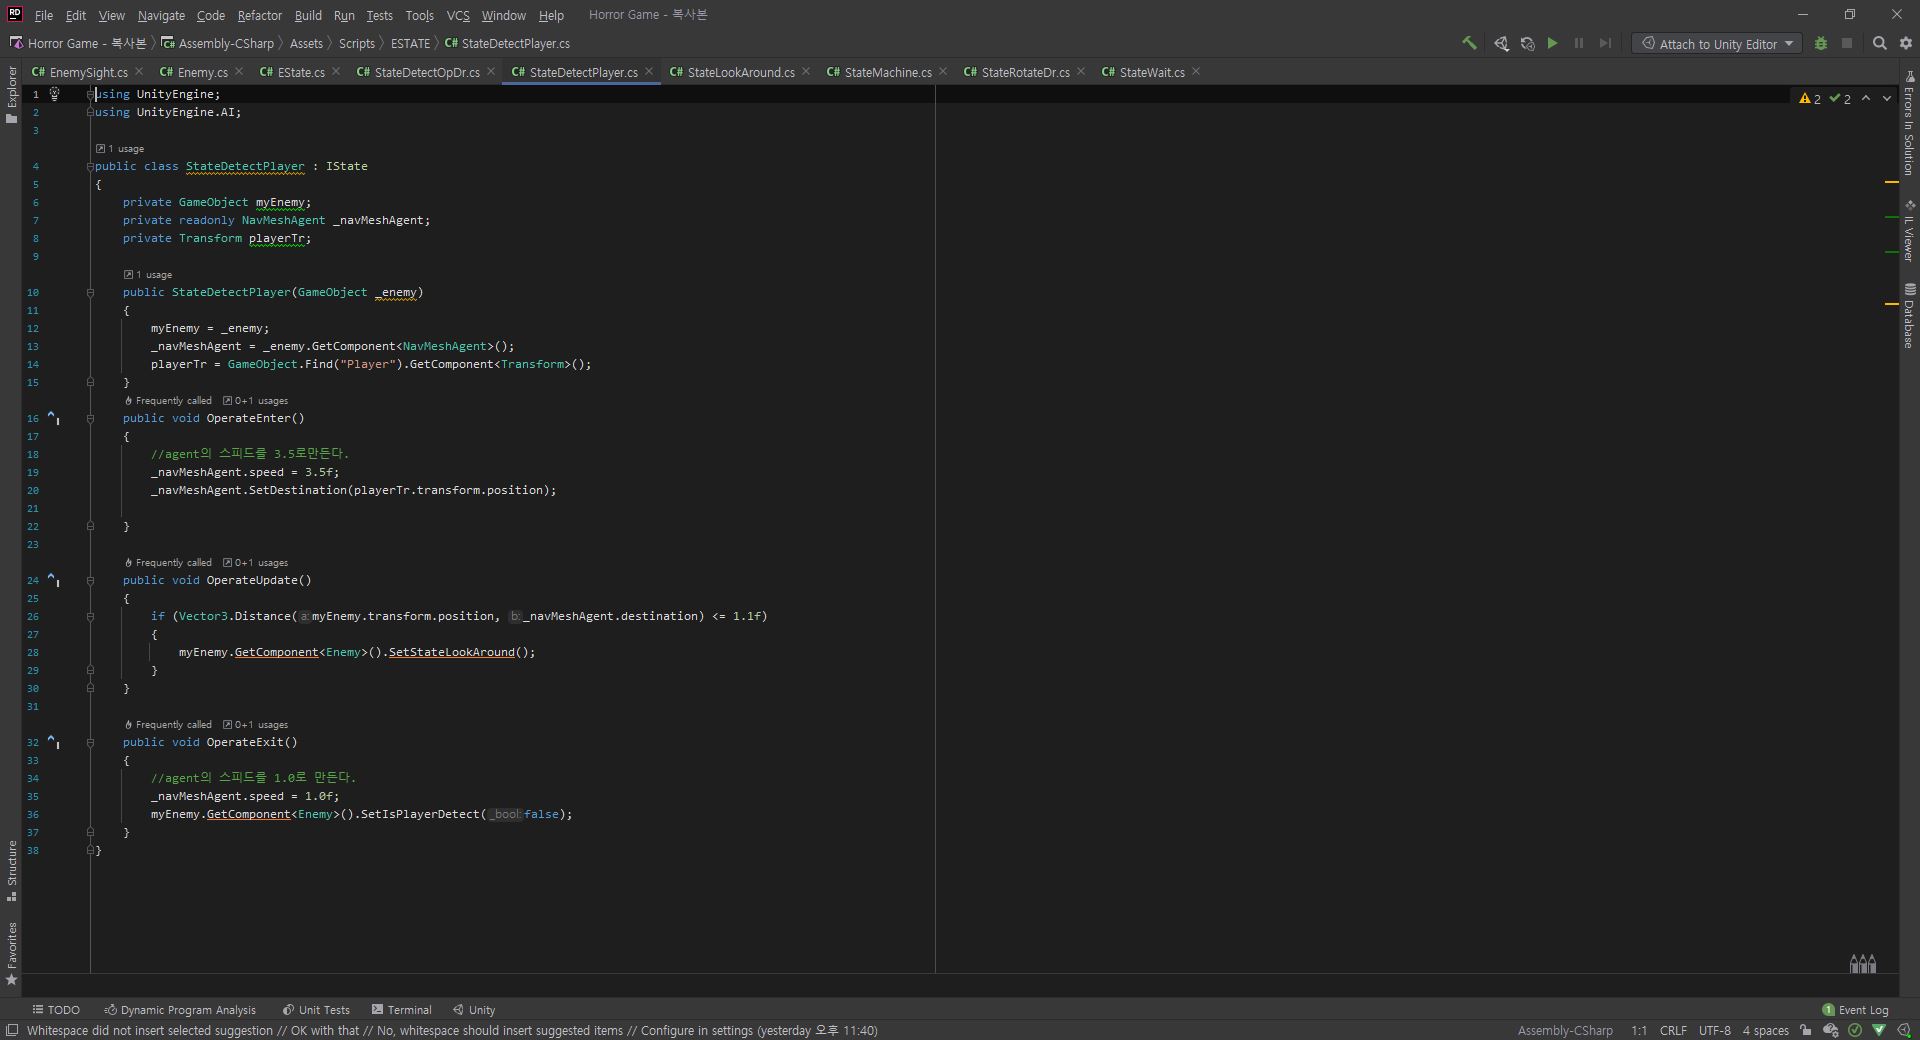 RD File Edit View Navigate Code Refactor Build Run Tests Tools VCS Window Help Horror Game - 복사본
Horror Game - 복사본 Assembly-CSharp Assets Scripts ESTATE C# StateDetectPlayer.cs Attach to Unity Editor
C# EnemySight.cs C# Enemy.cs C# EState.cs C# StateDetectOpDr.cs C# StateDetectPlayer.cs C# StateLookAround.cs C# StateMachine.cs C# StateRotateDr.cs C# StateWait.cs
Explorer
Structure
Favorites
1 using UnityEngine;
2 using UnityEngine.AI;
3
1 usage
4 public class StateDetectPlayer : IState
5 {
6 private GameObject myEnemy;
7 private readonly NavMeshAgent _navMeshAgent;
8 private Transform playerTr;
9
1 usage
10 public StateDetectPlayer(GameObject _enemy)
11 {
12 myEnemy = _enemy;
13 _navMeshAgent = _enemy.GetComponent<NavMeshAgent>();
14 playerTr = GameObject.Find("Player").GetComponent<Transform>();
15 }
Frequently called 0+1 usages
16 public void OperateEnter()
17 {
18 //agent의 스피드를 3.5로만든다.
19 _navMeshAgent.speed = 3.5f;
20 _navMeshAgent.SetDestination(playerTr.transform.position);
21
22 }
23
Frequently called 0+1 usages
24 public void OperateUpdate()
25 {
26 if (Vector3.Distance(a:myEnemy.transform.position, b:_navMeshAgent.destination) <= 1.1f)
27 {
28 myEnemy.GetComponent<Enemy>().SetStateLookAround();
29 }
30 }
31
Frequently called 0+1 usages
32 public void OperateExit()
33 {
34 //agent의 스피드를 1.0로 만든다.
35 _navMeshAgent.speed = 1.0f;
36 myEnemy.GetComponent<Enemy>().SetIsPlayerDetect(_bool:false);
37 }
38 }
2 2
Errors In Solution
IL Viewer
Database
TODO Dynamic Program Analysis Unit Tests Terminal Unity 1 Event Log
Whitespace did not insert selected suggestion // OK with that // No, whitespace should insert suggested items // Configure in settings (yesterday 오후 11:40) Assembly-CSharp 1:1 CRLF UTF-8 4 spaces